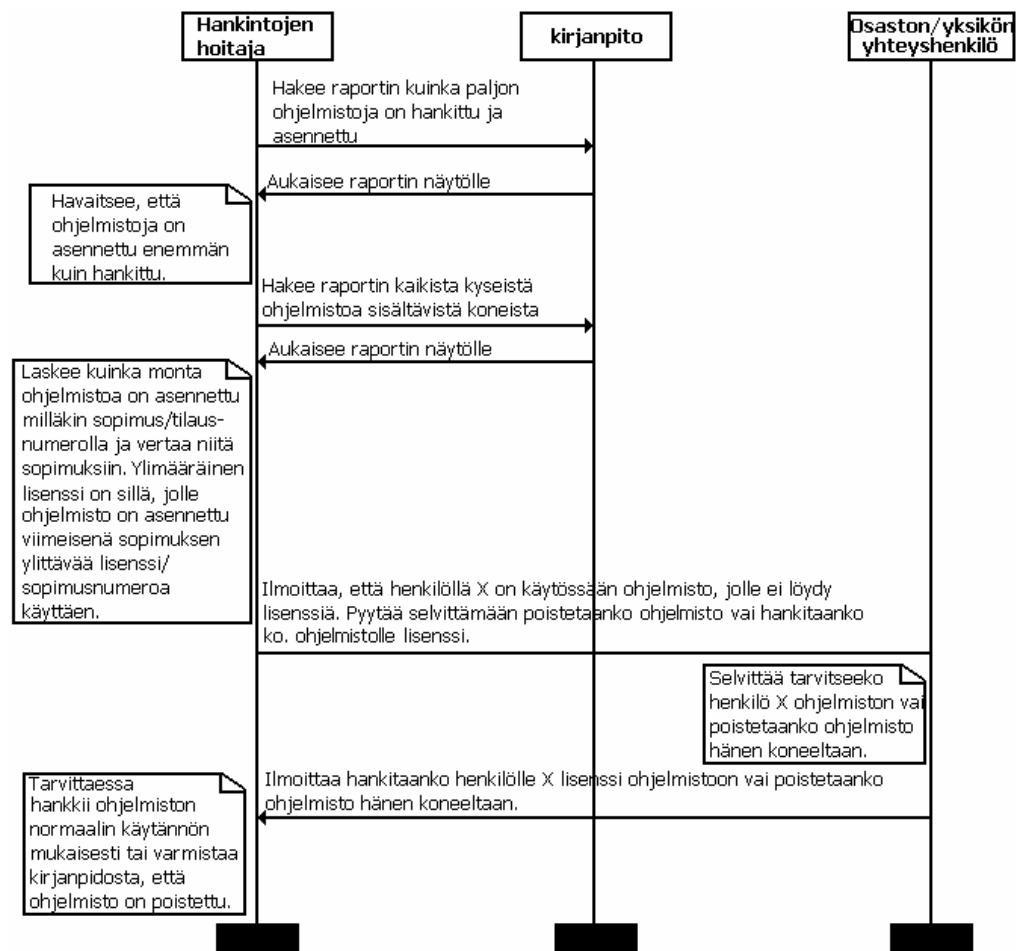 Hankintojen
hoitaja
kirjanpito
Osaston/yksikön
yhteyshenkilö
Hakee raportin kuinka paljon
ohjelmistoja on hankittu ja
asennettu
Aukaisee raportin näytölle
Havaitsee, että
ohjelmistoja on
asennettu enemmän
kuin hankittu.
Hakee raportin kaikista kyseistä
ohjelmistoa sisältävistä koneista
Aukaisee raportin näytölle
Laskee kuinka monta
ohjelmistoa on asennettu
milläkin sopimus/tilaus-
numerolla ja vertaa niitä
sopimuksiin. Ylimääräinen
lisenssi on sillä, jolle
ohjelmisto on asennettu
viimeisenä sopimuksen
ylittävää lisenssi/
sopimusnumeroa
käyttäen.
Ilmoittaa, että henkilöllä X on käytössään ohjelmisto, jolle ei löydy
lisenssiä. Pyytää selvittämään poistetaanko ohjelmisto vai hankitaanko
ko. ohjelmistolle lisenssi.
Selvittää tarvitseeko
henkilö X ohjelmiston vai
poistetaanko ohjelmisto
hänen koneeltaan.
Ilmoittaa hankitaanko henkilölle X lisenssi ohjelmistoon vai poistetaanko
ohjelmisto hänen koneeltaan.
Tarvittaessa
hankkii ohjelmiston
normaalin käytännön
mukaisesti tai varmistaa
kirjanpidosta, että
ohjelmisto on poistettu.